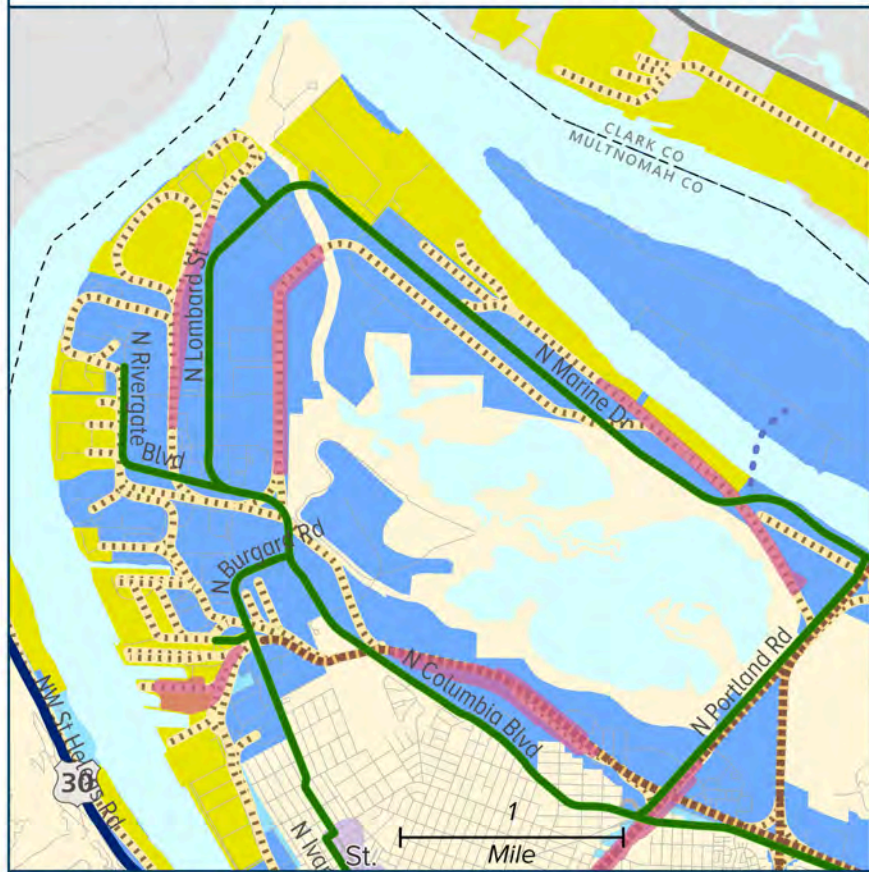 CLARK CO
MULTNOMAH CO
N Lombard St
N Rivergate
Blvd
N Marine Dr
N Burgard Rd
N Columbia Blvd
N Portland Rd
NW St Helens Rd
30
N Ivan
St.
1
Mile